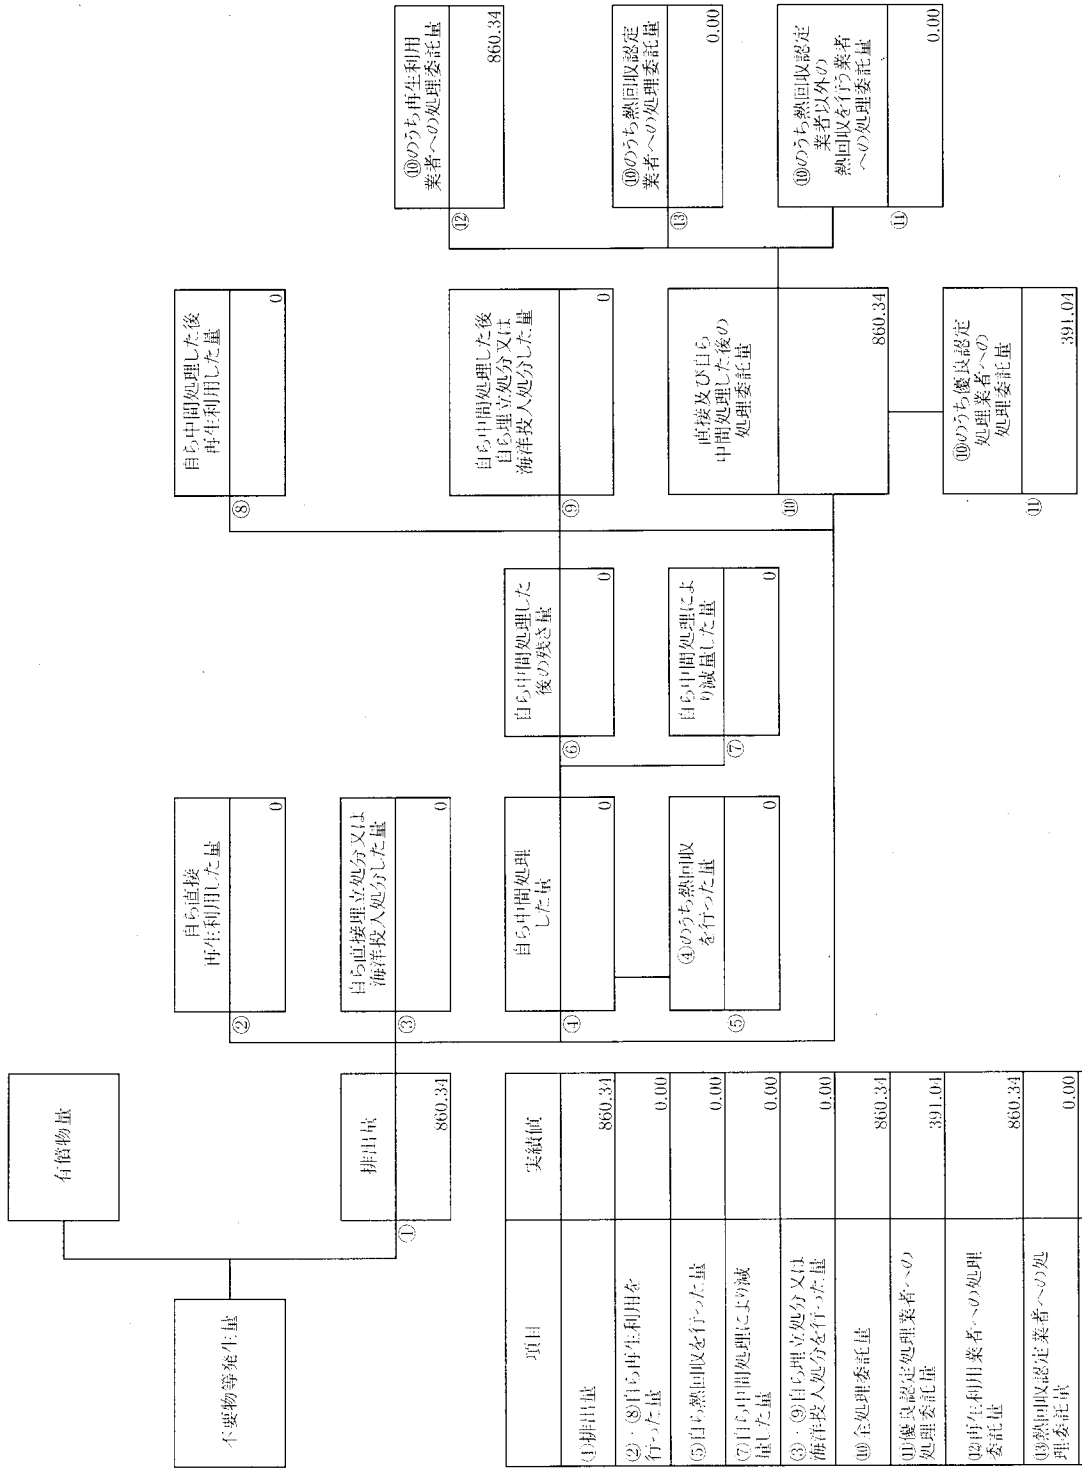 不要物等発生量
有償物量
排出量
①
860.34
自ら直接
再生利用した量
②
0
自ら直接埋立処分又は
海洋投入処分した量
③
0
自ら中間処理
した量
④
0
④のうち熱回収
を行った量
⑤
0
自ら中間処理した
後の残さ量
⑥
0
自ら中間処理によ
り減量した量
⑦
0
自ら中間処理した後
再生利用した量
⑧
0
自ら中間処理した後
自ら埋立処分又は
海洋投入処分した量
⑨
0
直接及び自ら
中間処理した後の
処理委託量
⑩
860.34
⑩のうち優良認定
処理業者への
処理委託量
⑪
391.04
⑩のうち再生利用
業者への処理委託量
⑫
860.34
⑩のうち熱回収認定
業者への処理委託量
⑬
0.00
⑩のうち熱回収認定
業者以外の
熱回収を行う業者
への処理委託量
0.00
項目
実績値
①排出量
860.34
②・⑧自ら再生利用を
行った量
0.00
⑤自ら熱回収を行った量
0.00
⑦自ら中間処理により減
量した量
0.00
③・⑨自ら埋立処分又は
海洋投入処分を行った量
0.00
⑩全処理委託量
860.34
⑪優良認定処理業者への
処理委託量
391.04
⑫再生利用業者への処理
委託量
860.34
⑬熱回収認定業者への処
理委託量
0.00